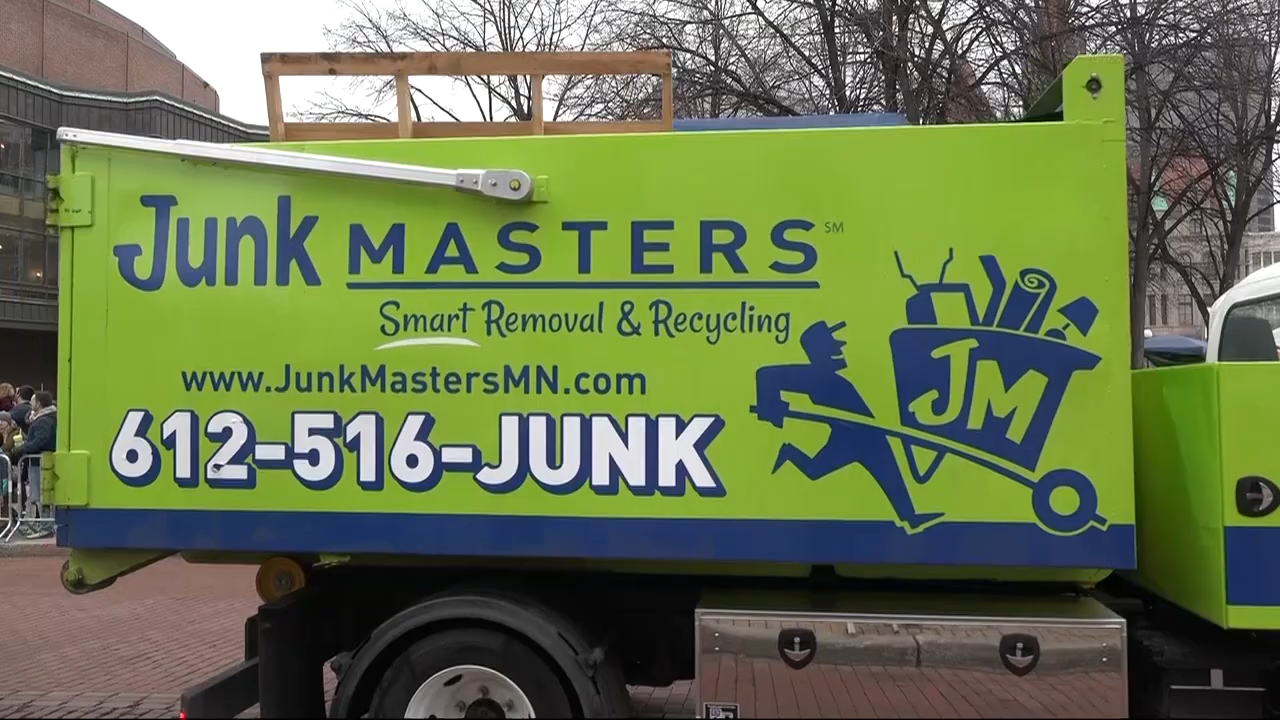 Junk MASTERS SM
Smart Removal & Recycling
www.JunkMastersMN.com
612-516-JUNK
JM